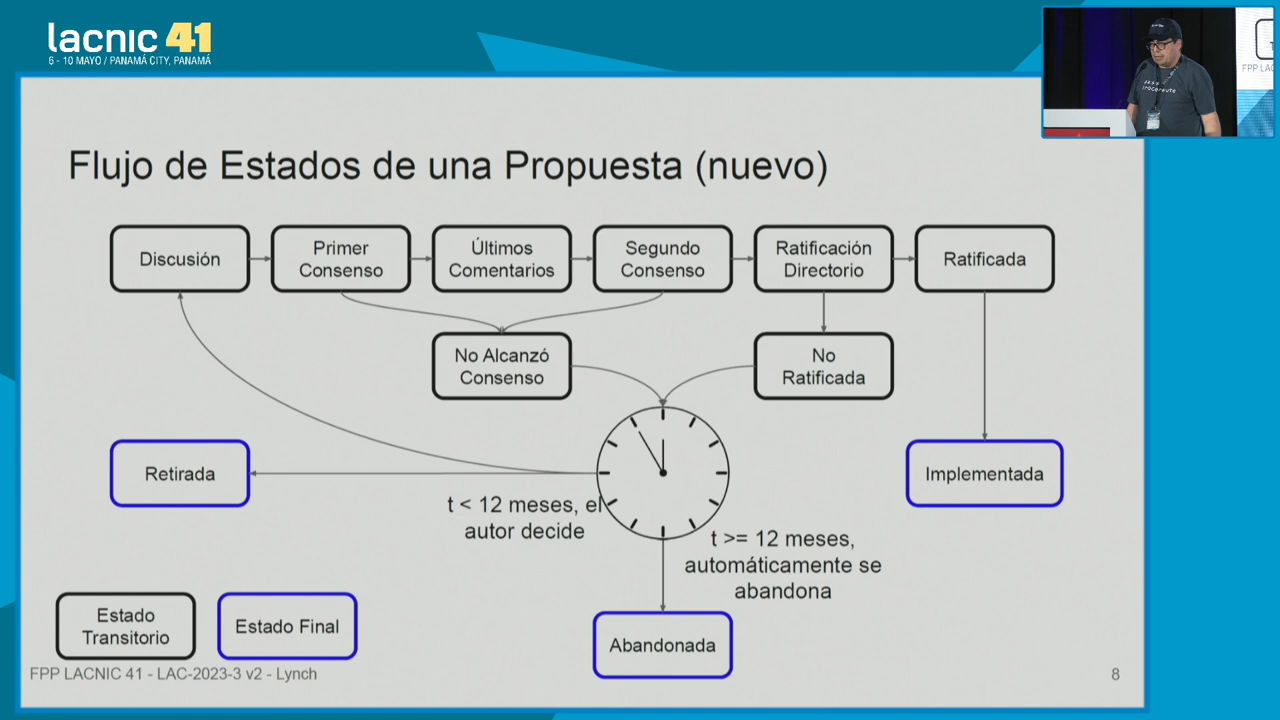 lacnic 41
6 - 10 MAYO / PANAMÁ CITY, PANAMÁ
FPP LAC
Flujo de Estados de una Propuesta (nuevo)
Discusión
Primer
Consenso
Últimos
Comentarios
Segundo
Consenso
Ratificación
Directorio
Ratificada
No Alcanzó
Consenso
No
Ratificada
Retirada
Implementada
t < 12 meses, el
autor decide
t >= 12 meses,
automáticamente se
abandona
Estado
Transitorio
Estado Final
Abandonada
FPP LACNIC 41 - LAC-2023-3 v2 - Lynch
8